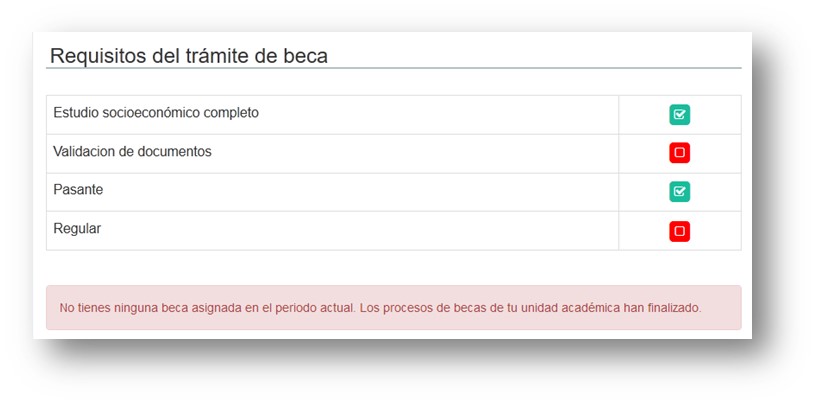 Requisitos del trámite de beca
Estudio socioeconómico completo
Validacion de documentos
Pasante
Regular
No tienes ninguna beca asignada en el periodo actual. Los procesos de becas de tu unidad académica han finalizado.